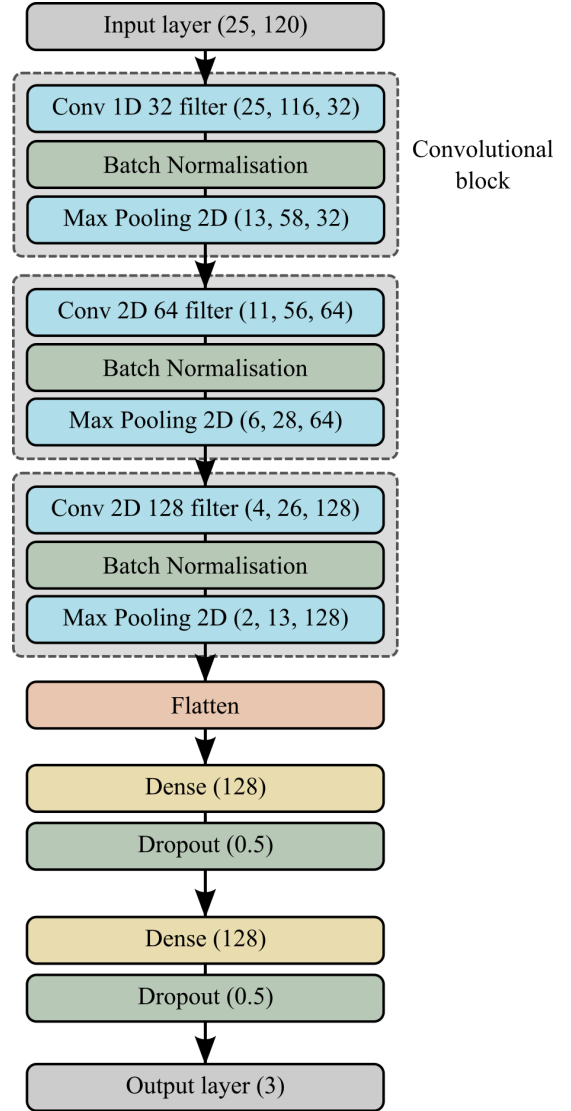 Input layer (25, 120)
Conv 1D 32 filter (25, 116, 32)
Batch Normalisation
Max Pooling 2D (13, 58, 32)
Convolutional
block
Conv 2D 64 filter (11, 56, 64)
Batch Normalisation
Max Pooling 2D (6, 28, 64)
Conv 2D 128 filter (4, 26, 128)
Batch Normalisation
Max Pooling 2D (2, 13, 128)
Flatten
Dense (128)
Dropout (0.5)
Dense (128)
Dropout (0.5)
Output layer (3)